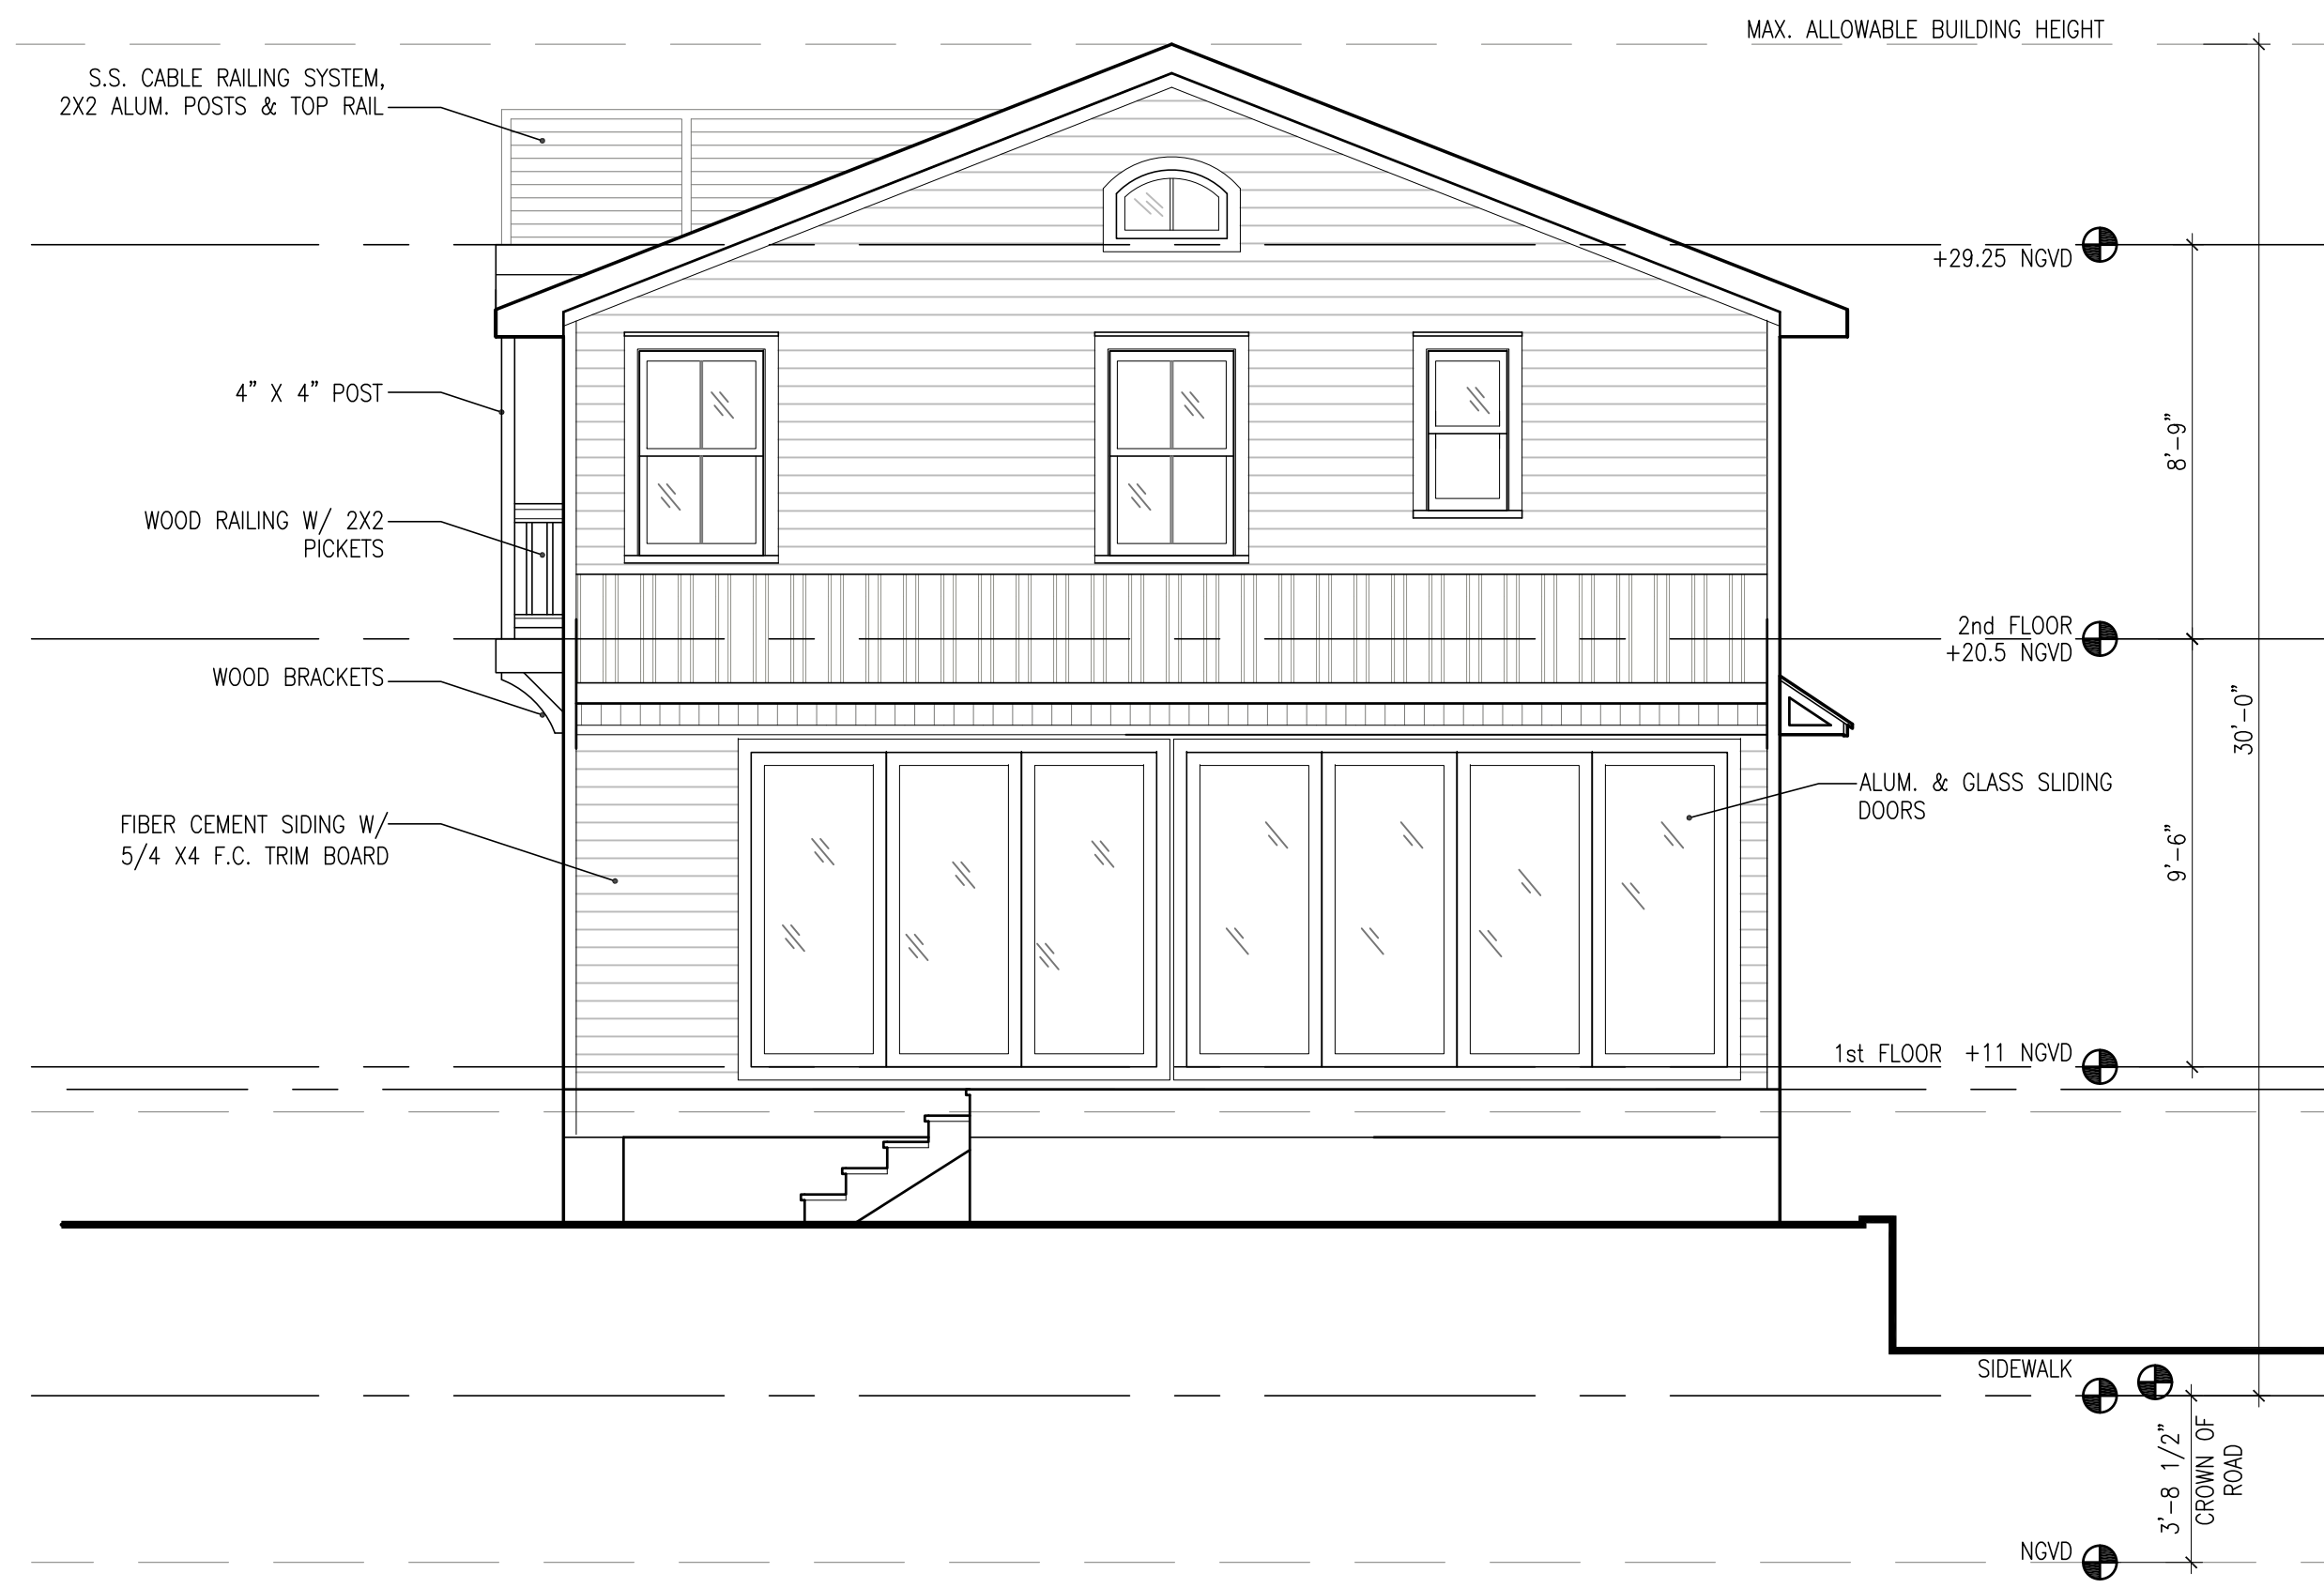 MAX. ALLOWABLE BUILDING HEIGHT
S.S. CABLE RAILING SYSTEM,
2X2 ALUM. POSTS & TOP RAIL
+29.25 NGVD
4" X 4" POST
8'-9"
WOOD RAILING W/ 2X2
PICKETS
2nd FLOOR
+20.5 NGVD
WOOD BRACKETS
30'-0"
ALUM. & GLASS SLIDING
DOORS
FIBER CEMENT SIDING W/
5/4 X4 F.C. TRIM BOARD
9'-6"
1st FLOOR +11 NGVD
SIDEWALK
3'-8 1/2"
CROWN OF
ROAD
NGVD